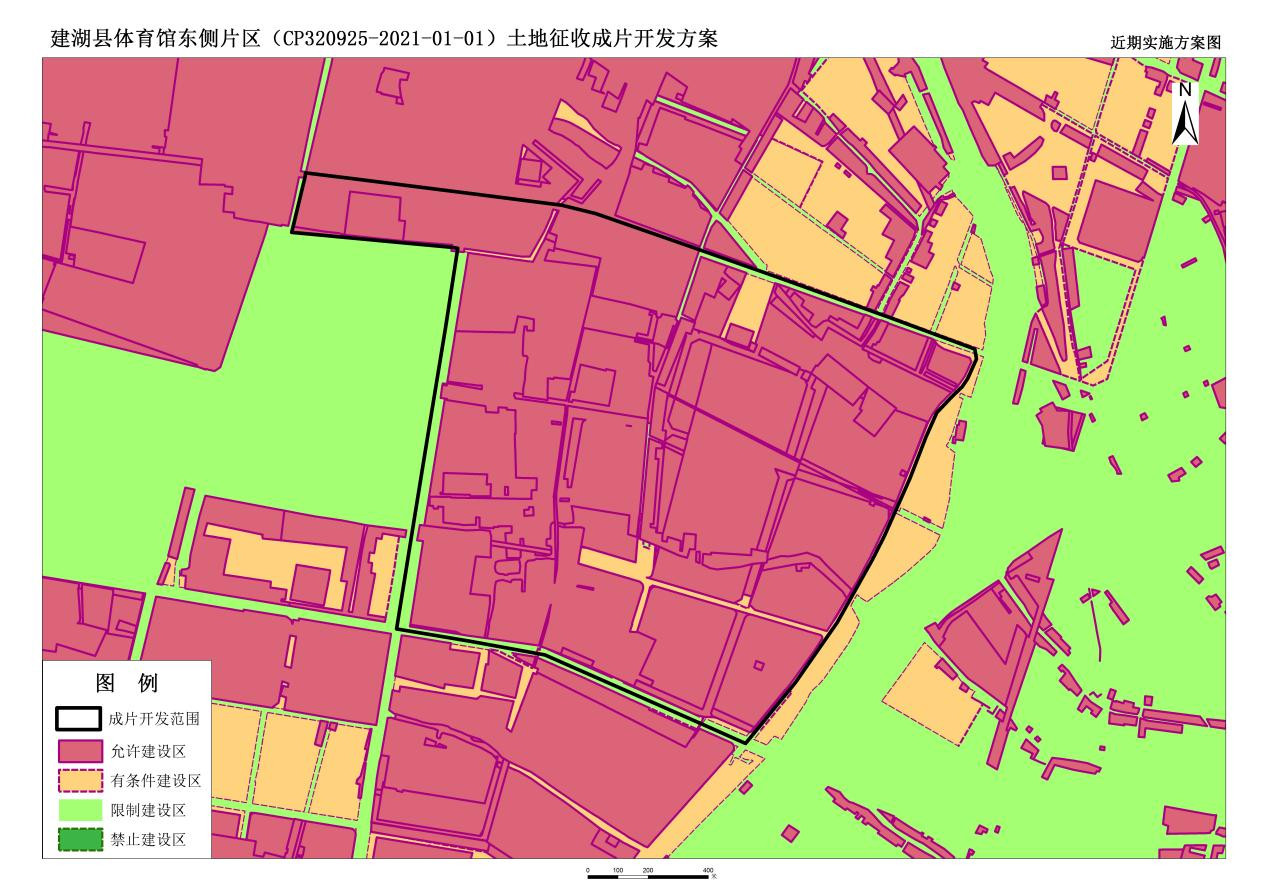 建湖县体育馆东侧片区（CP320925-2021-01-01）土地征收成片开发方案
近期实施方案图
N
图 例
成片开发范围
允许建设区
有条件建设区
限制建设区
禁止建设区
0 100 200 400
米